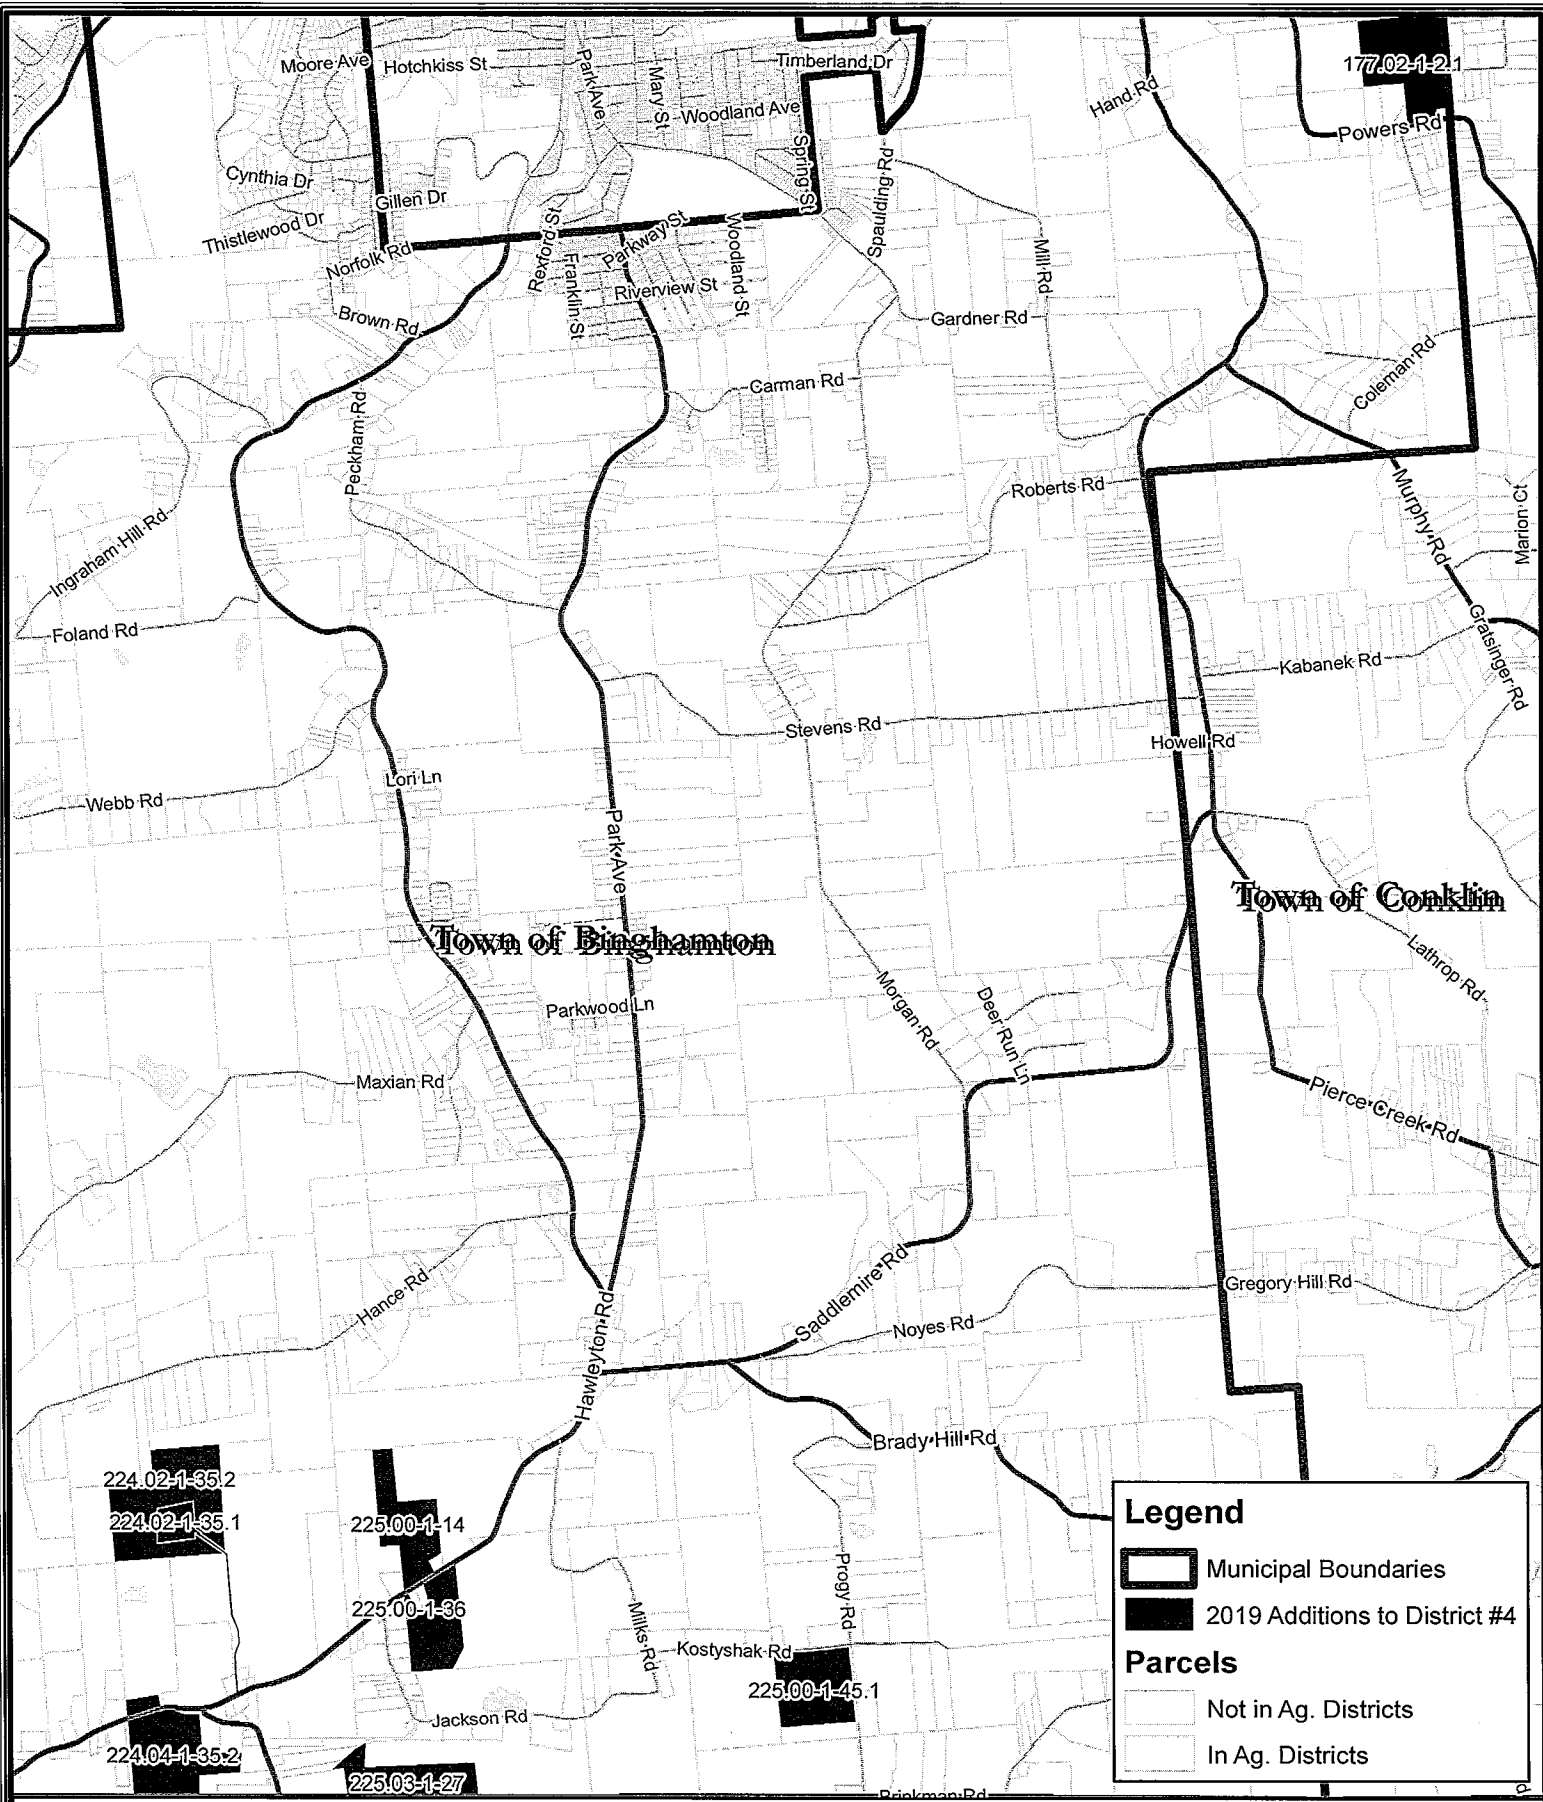 Moore Ave
Hotchkiss St
Park Ave
Mary St
Timberland Dr
Woodland Ave
Hand Rd
177.02-1-2.1
Powers Rd
Spring St
Spaulding Rd
Cynthia Dr
Gillen Dr
Thistlewood Dr
Norfolk Rd
Rexford St
Franklin St
Parkway St
Woodland St
Riverview St
Mill Rd
Brown Rd
Gardner Rd
Coleman Rd
Carman Rd
Peckham Rd
Roberts Rd
Murphy Rd
Marion Ct
Ingraham Hill Rd
Foland Rd
Gratsinger Rd
Kabanek Rd
Stevens Rd
Howell Rd
Lori Ln
Webb Rd
Park Ave
Town of Conklin
Town of Binghamton
Lathrop Rd
Morgan Rd
Deer Run Ln
Parkwood Ln
Maxian Rd
Pierce Creek Rd
Saddlemire Rd
Gregory Hill Rd
Hance Rd
Noyes Rd
Hawleyton Rd
Brady Hill Rd
224.02-1-35.2
224.02-1-35.1
225.00-1-14
225.00-1-36
Progy Rd
Milks Rd
Kostyshak Rd
225.00-1-45.1
Jackson Rd
224.04-1-35.2
225.03-1-27
Brinkman Rd
Legend
Municipal Boundaries
2019 Additions to District #4
Parcels
Not in Ag. Districts
In Ag. Districts